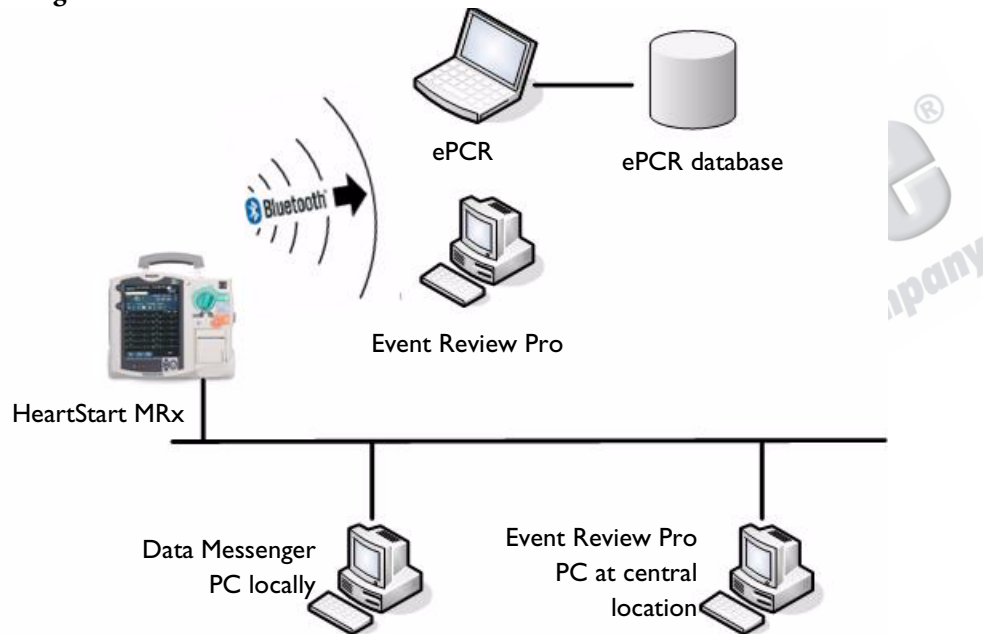 ePCR
ePCR database
®
Bluetooth®
Event Review Pro
HeartStart MRx
Data Messenger
PC locally
Event Review Pro
PC at central
location